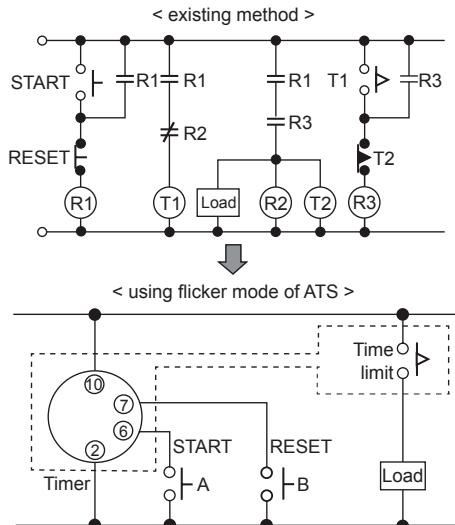 < existing method >
START
R1
R1
R1
T1
R3
R2
R3
RESET
T2
R1
T1
Load
R2
T2
R3
< using flicker mode of ATS >
Time
limit
10
7
6
2
START
RESET
Timer
A
B
Load